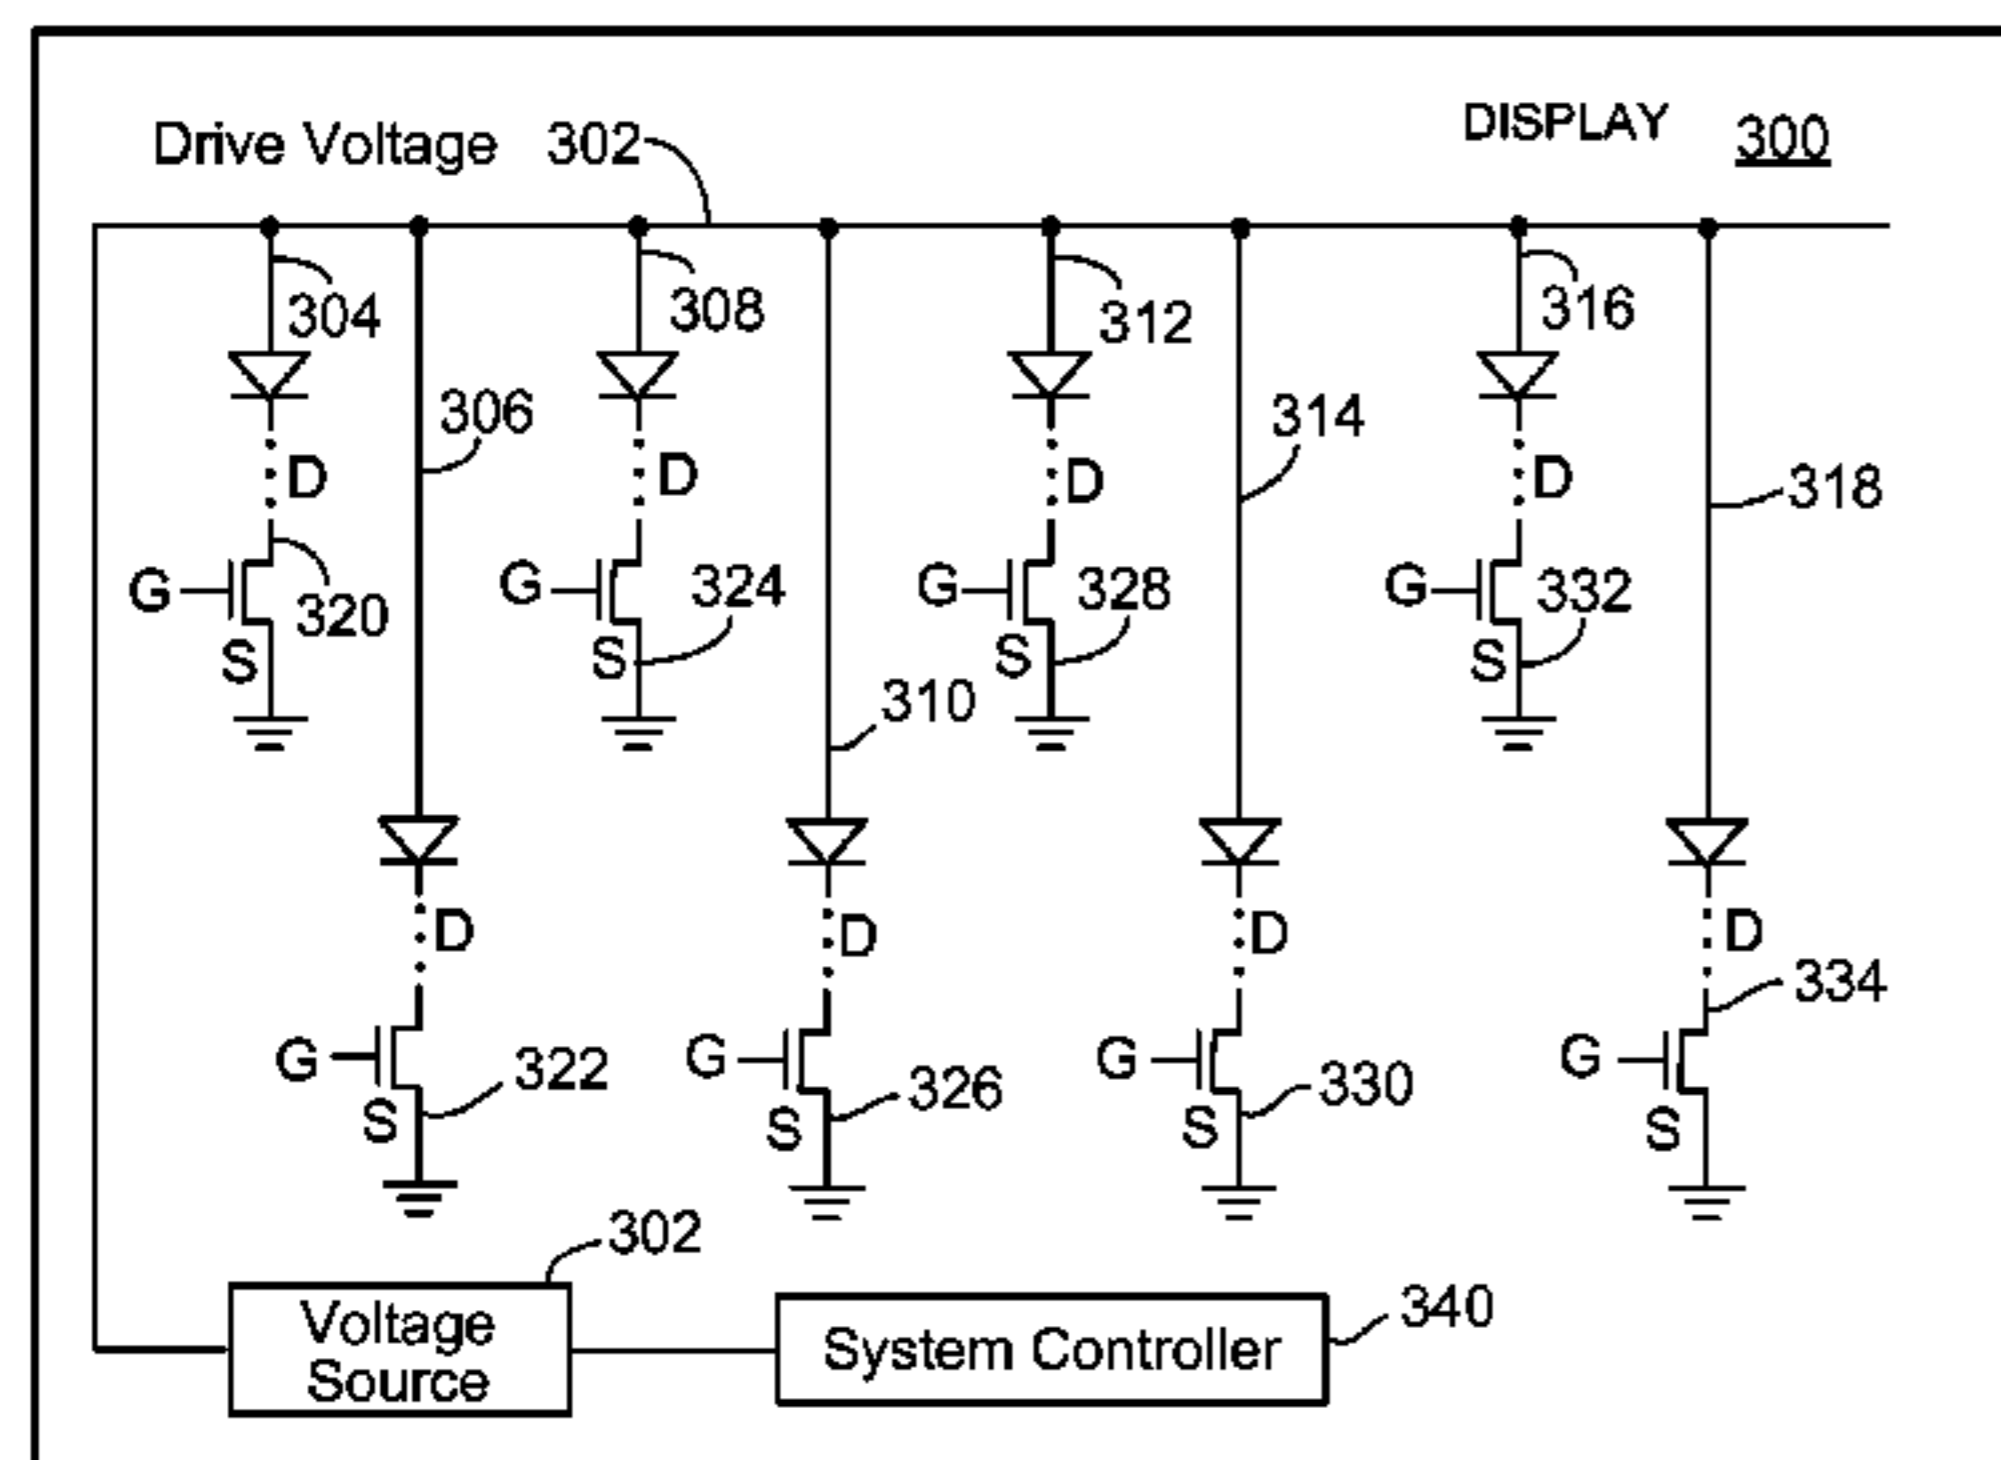 DISPLAY 300
Drive Voltage 302
304
308
312
316
306
314
D
D
D
D
318
G
320
S
G
324
S
G
328
S
G
332
S
310
D
D
D
D
334
G
322
S
G
326
S
G
330
S
G
S
302
Voltage
Source
System Controller
340